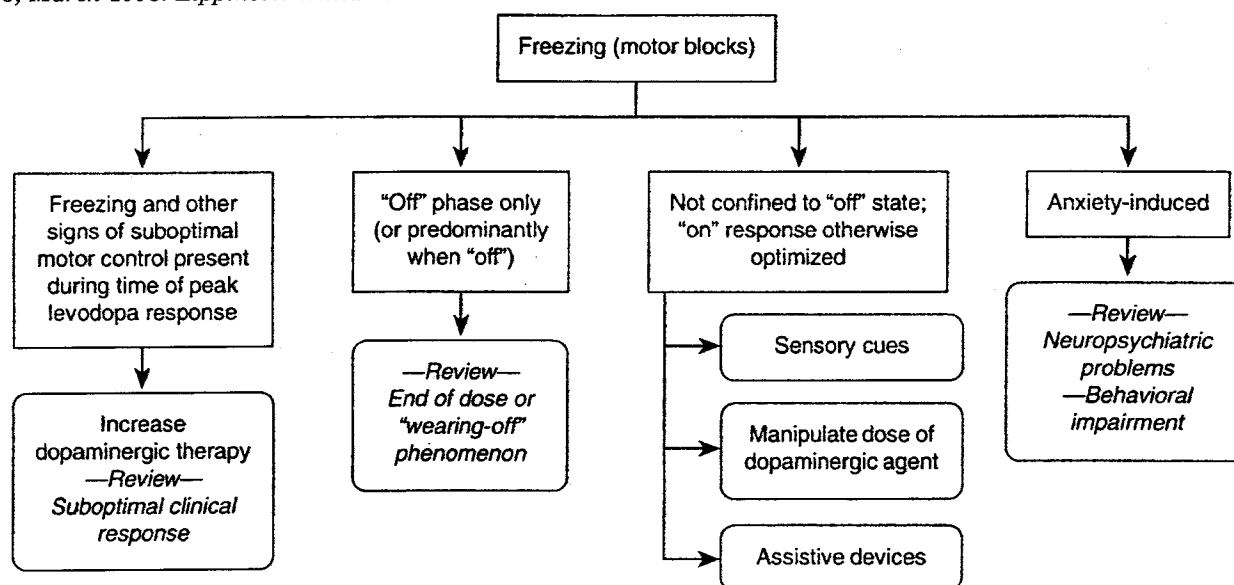 Freezing (motor blocks)
Freezing and other
signs of suboptimal
motor control present
during time of peak
levodopa response
Increase
dopaminergic therapy
—Review—
Suboptimal clinical
response
“Off” phase only
(or predominantly
when “off”)
—Review—
End of dose or
“wearing-off”
phenomenon
Not confined to “off” state;
“on” response otherwise
optimized
Sensory cues
Manipulate dose of
dopaminergic agent
Assistive devices
Anxiety-induced
—Review—
Neuropsychiatric
problems
—Behavioral
impairment